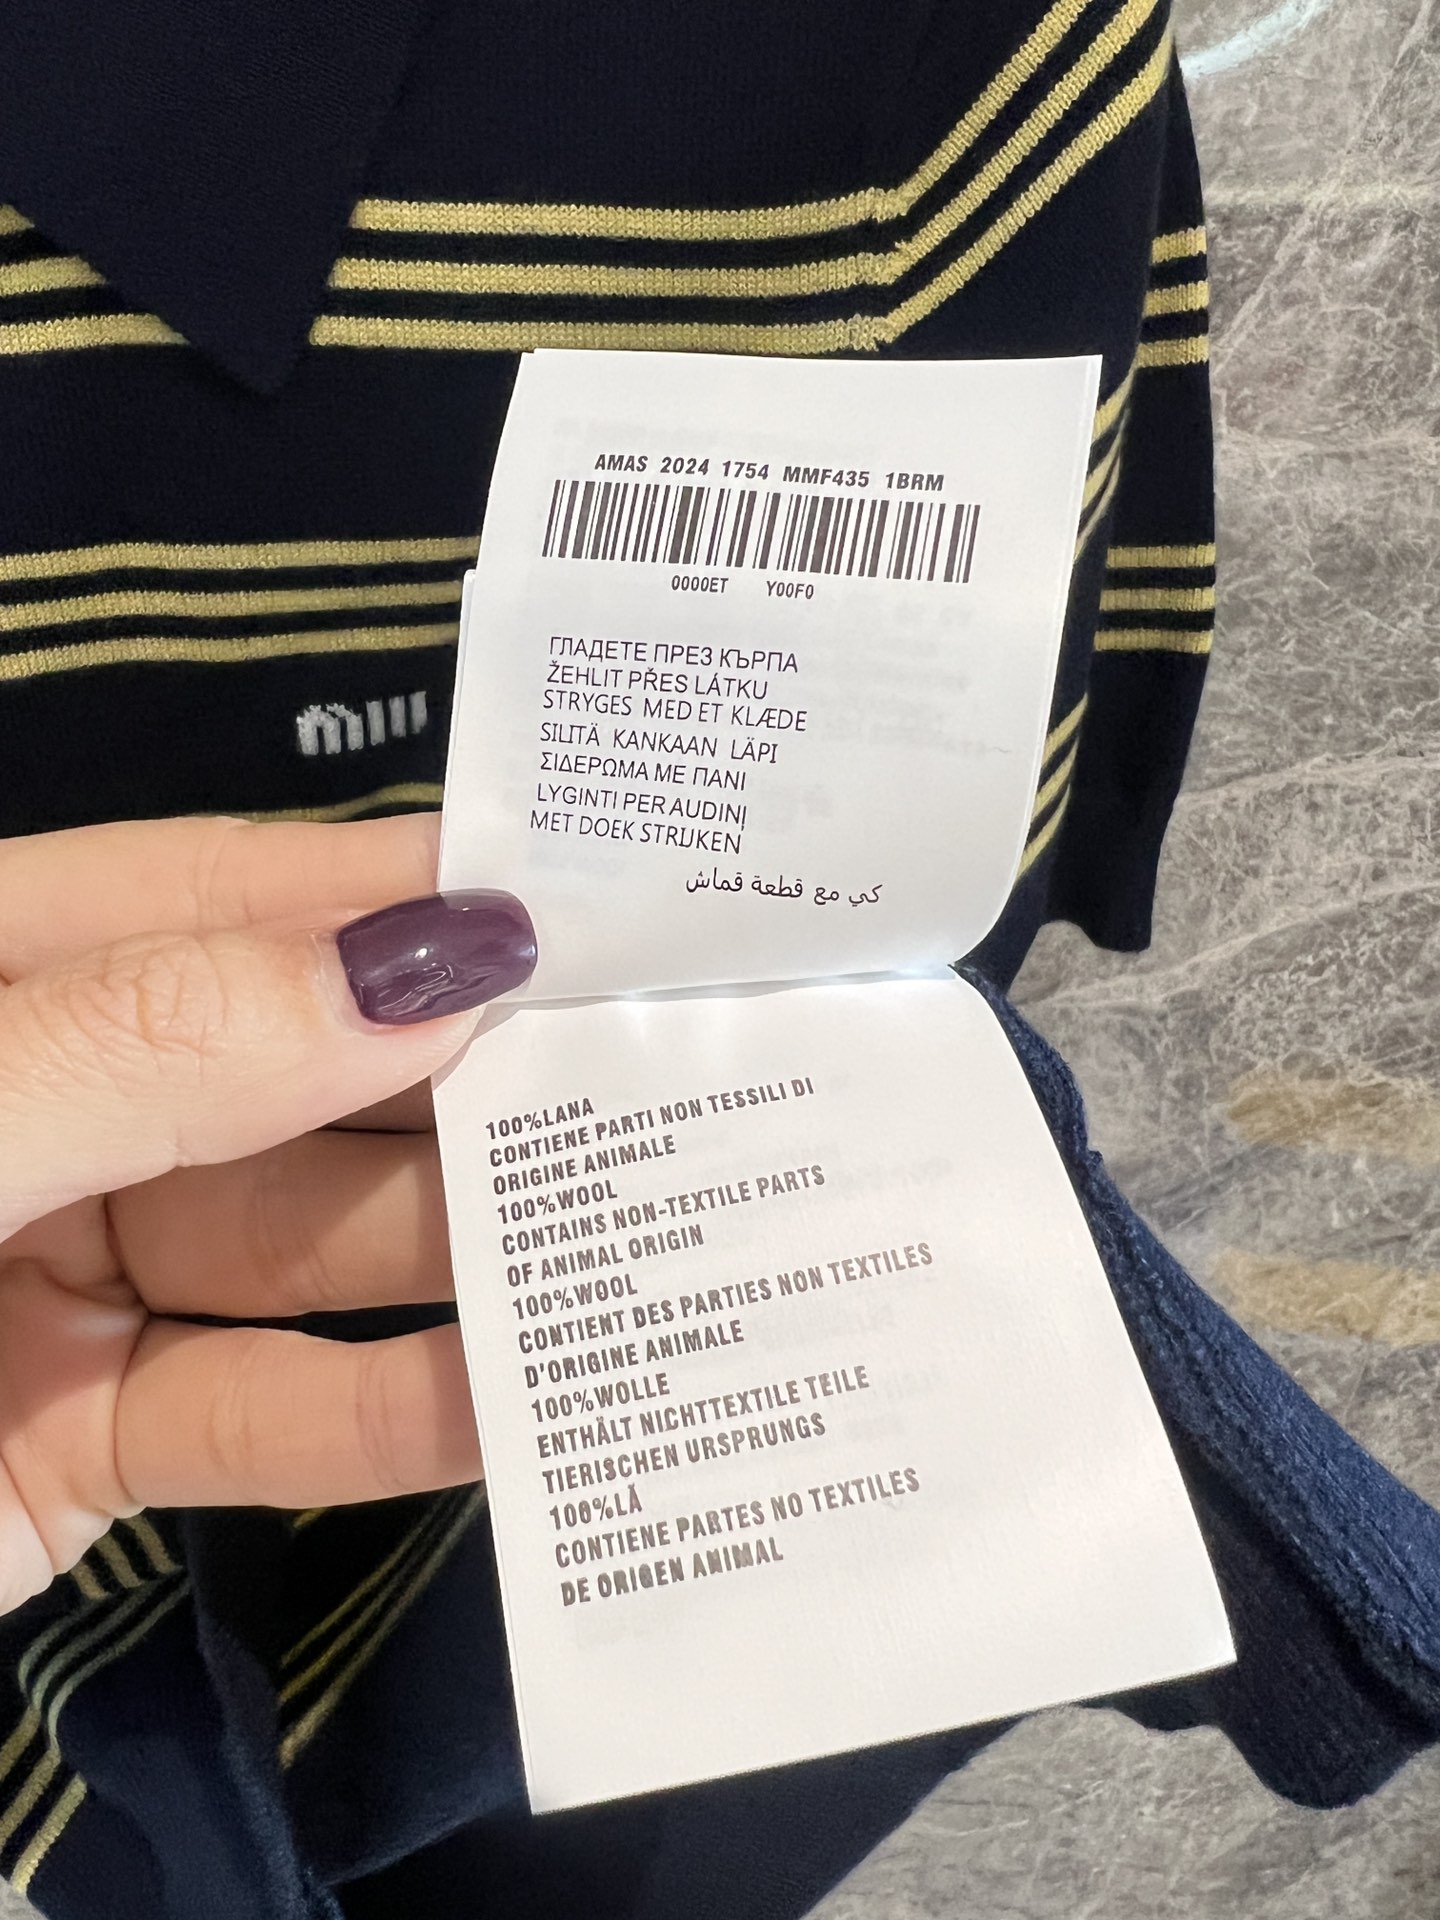 AMAS 2024 1754 MMF435 1BRM
0000ET Y00F0
ГЛАДЕТЕ ПРЕЗ КЪРПА
ŽEHLIT PŘES LÁTKU
STRYGES MED ET KLÆDE
SILITÄ KANKAAN LÄPI
ΣΙΔΕΡΩΜΑ ΜΕ ΠΑΝΙ
LYGINTI PER AUDINĮ
MET DOEK STRIJKEN
كي مع قطعة قماش
100%LANA
CONTIENE PARTI NON TESSILI DI
ORIGINE ANIMALE
100%WOOL
CONTAINS NON-TEXTILE PARTS
OF ANIMAL ORIGIN
100%WOOL
CONTIENT DES PARTIES NON TEXTILES
D'ORIGINE ANIMALE
100%WOLLE
ENTHÄLT NICHTTEXTILE TEILE
TIERISCHEN URSPRUNGS
100%LÃ
CONTIENE PARTES NO TEXTILES
DE ORIGEN ANIMAL